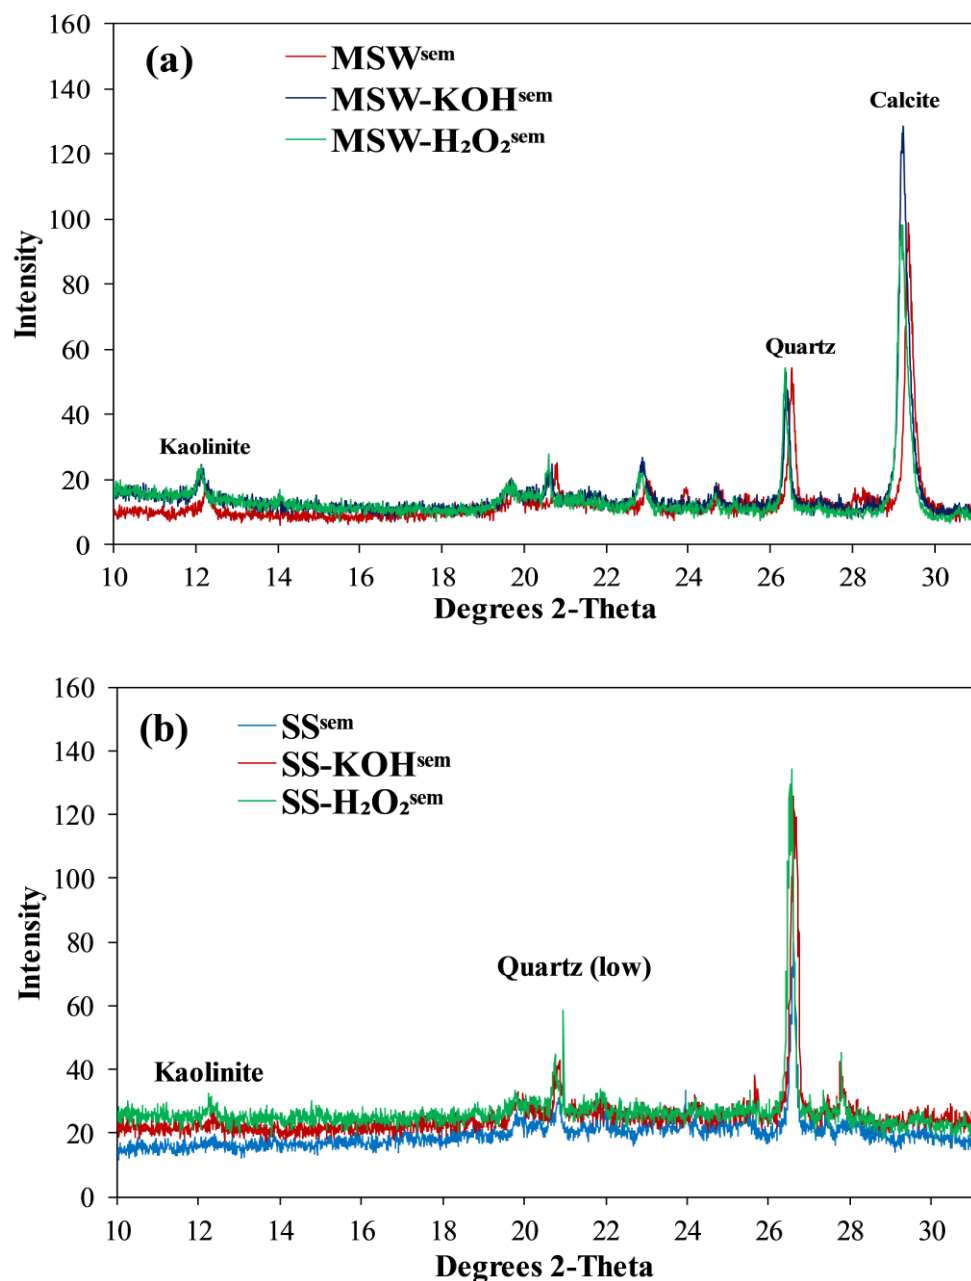 160
(a)
MSWsem
MSW-KOHsem
MSW-H₂O₂sem
140
120
100
80
60
40
20
0
Intensity
Kaolinite
Quartz
Calcite
10 12 14 16 18 20 22 24 26 28 30
Degrees 2-Theta
160
(b)
SSsem
SS-KOHsem
SS-H₂O₂sem
140
120
100
80
60
40
20
0
Intensity
Quartz (low)
Kaolinite
10 12 14 16 18 20 22 24 26 28 30
Degrees 2-Theta